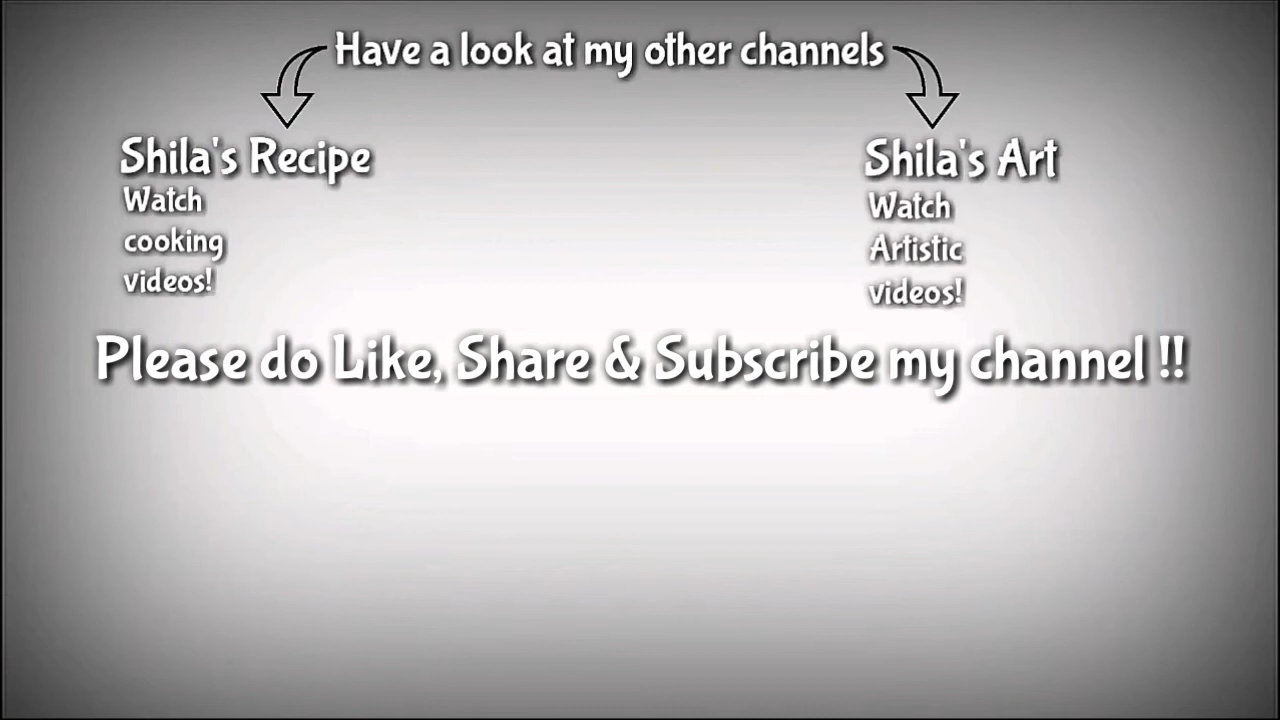 Have a look at my other channels
Shila's Recipe
Watch
cooking
videos!
Shila's Art
Watch
Artistic
videos!
Please do Like, Share & Subscribe my channel !!